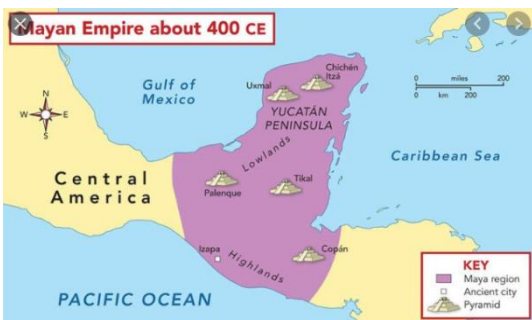 Mayan Empire about 400 CE
Gulf of
Mexico
Chichén
Itzá
Uxmal
YUCATÁN
PENINSULA
0 miles 200
0 km 200
N
W E
S
Lowlands
Caribbean Sea
Central
America
Palenque
Tikal
Izapa
Highlands
Copán
PACIFIC OCEAN
KEY
Maya region
Ancient city
Pyramid